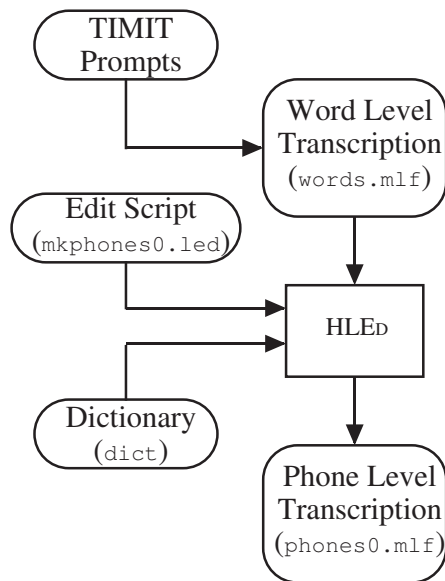 TIMIT
Prompts
Word Level
Transcription
(words.mlf)
Edit Script
(mkphones0.led)
HLED
Dictionary
(dict)
Phone Level
Transcription
(phones0.mlf)